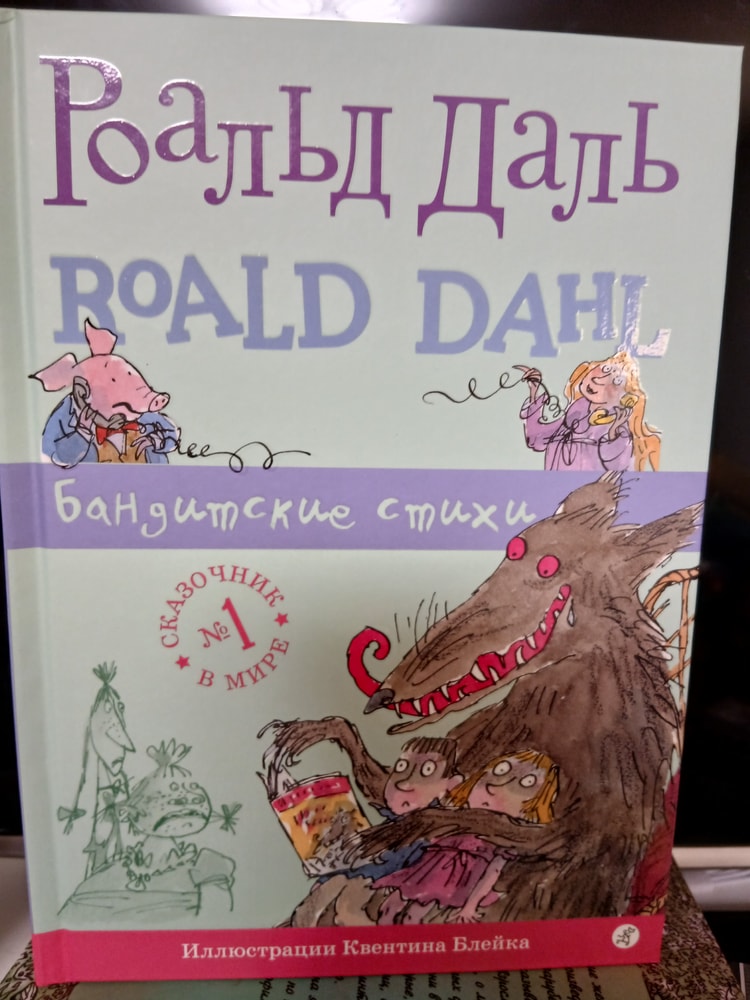 Роальд Даль
ROALD DAHL
бандитские стихи
СКАЗОЧНИК
№1
В МИРЕ
Иллюстрации Квентина Блейка